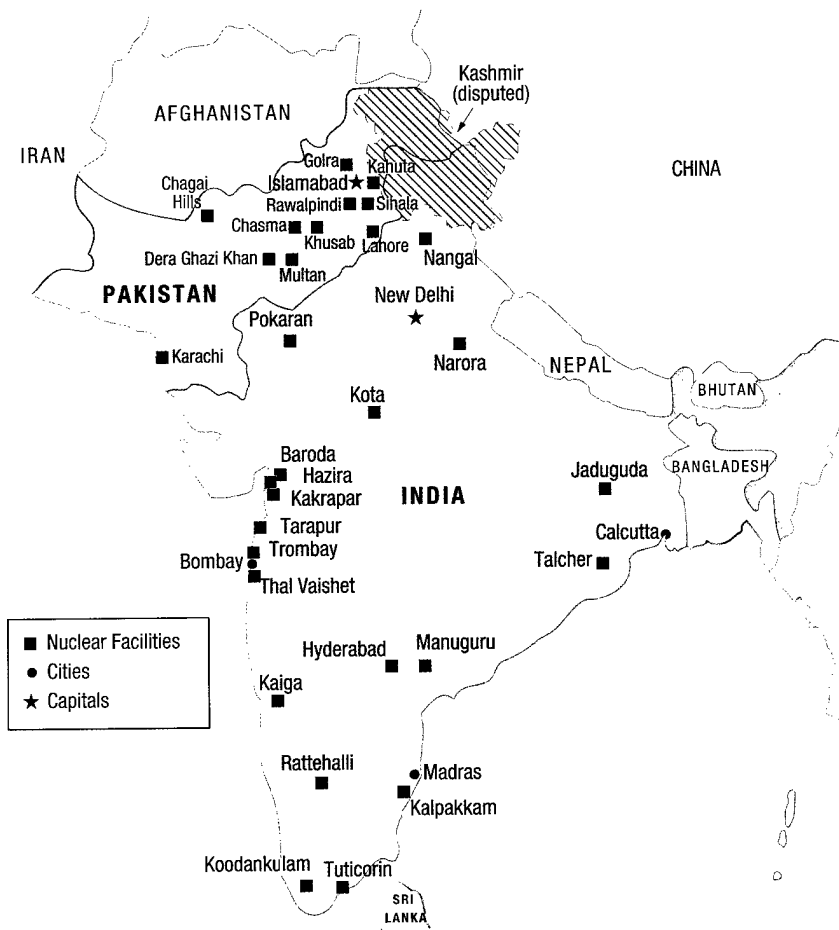 Kashmir
(disputed)
AFGHANISTAN
IRAN
CHINA
Golra
Kahuta
Islamabad
Chagai
Hills
Rawalpindi
Sihala
Chasma
Khusab
Lahore
Nangal
Dera Ghazi Khan
Multan
PAKISTAN
New Delhi
Pokaran
Karachi
Narora
NEPAL
BHUTAN
Kota
Baroda
Hazira
Kakrapar
INDIA
Jaduguda
BANGLADESH
Tarapur
Trombay
Bombay
Thal Vaishet
Calcutta
Talcher
Nuclear Facilities
Cities
Capitals
Hyderabad
Manuguru
Kaiga
Rattehalli
Madras
Kalpakkam
Koodankulam
Tuticorin
SRI
LANKA